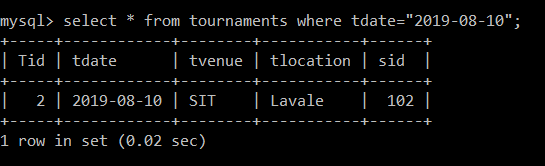 mysql> select * from tournaments where tdate="2019-08-10";
+-----+------------+--------+-----------+------+
| Tid | tdate      | tvenue | tlocation | sid  |
+-----+------------+--------+-----------+------+
|   2 | 2019-08-10 | SIT    | Lavale    |  102 |
+-----+------------+--------+-----------+------+
1 row in set (0.02 sec)